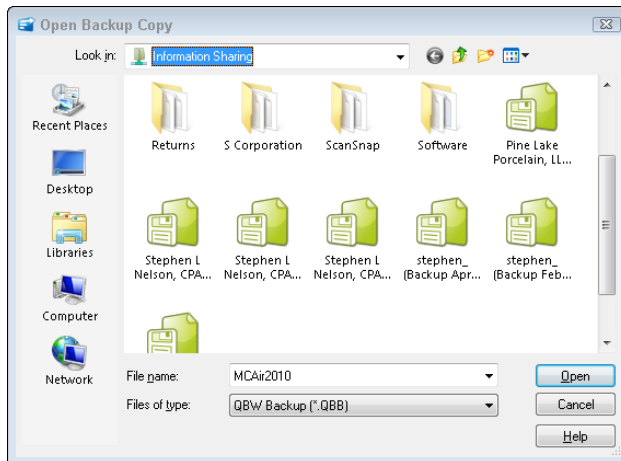 Open Backup Copy
Look in:
Information Sharing
Recent Places
Desktop
Libraries
Computer
Network
Returns
S Corporation
ScanSnap
Software
Pine Lake
Porcelain, LL...
Stephen L
Nelson, CPA...
Stephen L
Nelson, CPA...
Stephen L
Nelson, CPA...
stephen_
(Backup Apr...
stephen_
(Backup Feb...
File name:
MCAir2010
Open
Files of type:
QBW Backup (*.QBB)
Cancel
Help